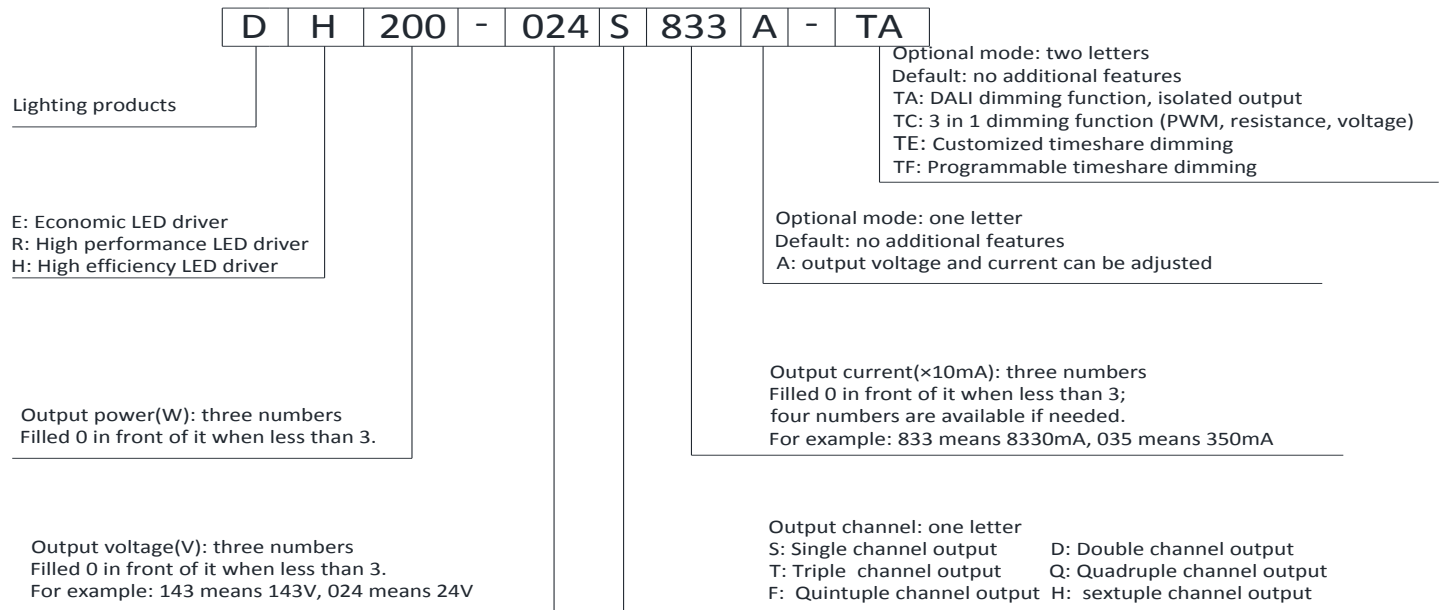 D H 200 - 024 S 833 A - TA
Optional mode: two letters
Default: no additional features
TA: DALI dimming function, isolated output
TC: 3 in 1 dimming function (PWM, resistance, voltage)
TE: Customized timeshare dimming
TF: Programmable timeshare dimming
Lighting products
E: Economic LED driver
R: High performance LED driver
H: High efficiency LED driver
Optional mode: one letter
Default: no additional features
A: output voltage and current can be adjusted
Output power(W): three numbers
Filled 0 in front of it when less than 3.
Output current(×10mA): three numbers
Filled 0 in front of it when less than 3;
four numbers are available if needed.
For example: 833 means 8330mA, 035 means 350mA
Output voltage(V): three numbers
Filled 0 in front of it when less than 3.
For example: 143 means 143V, 024 means 24V
Output channel: one letter
S: Single channel output D: Double channel output
T: Triple channel output Q: Quadruple channel output
F: Quintuple channel output H: sextuple channel output